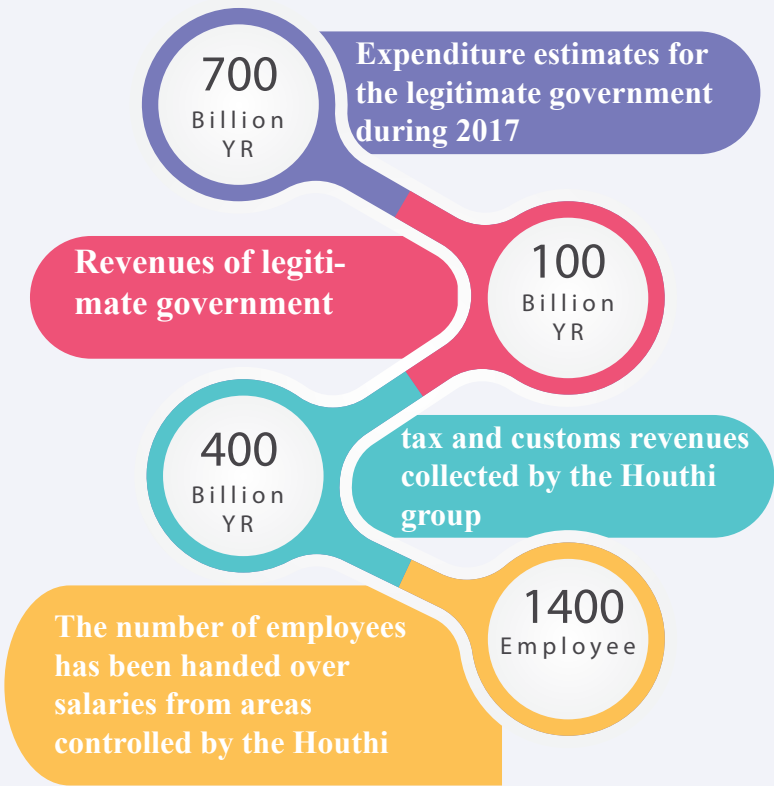 700
Billion
YR
Expenditure estimates for
the legitimate government
during 2017
Revenues of legiti-
mate government
100
Billion
YR
400
Billion
YR
tax and customs revenues
collected by the Houthi
group
1400
Employee
The number of employees
has been handed over
salaries from areas
controlled by the Houthi